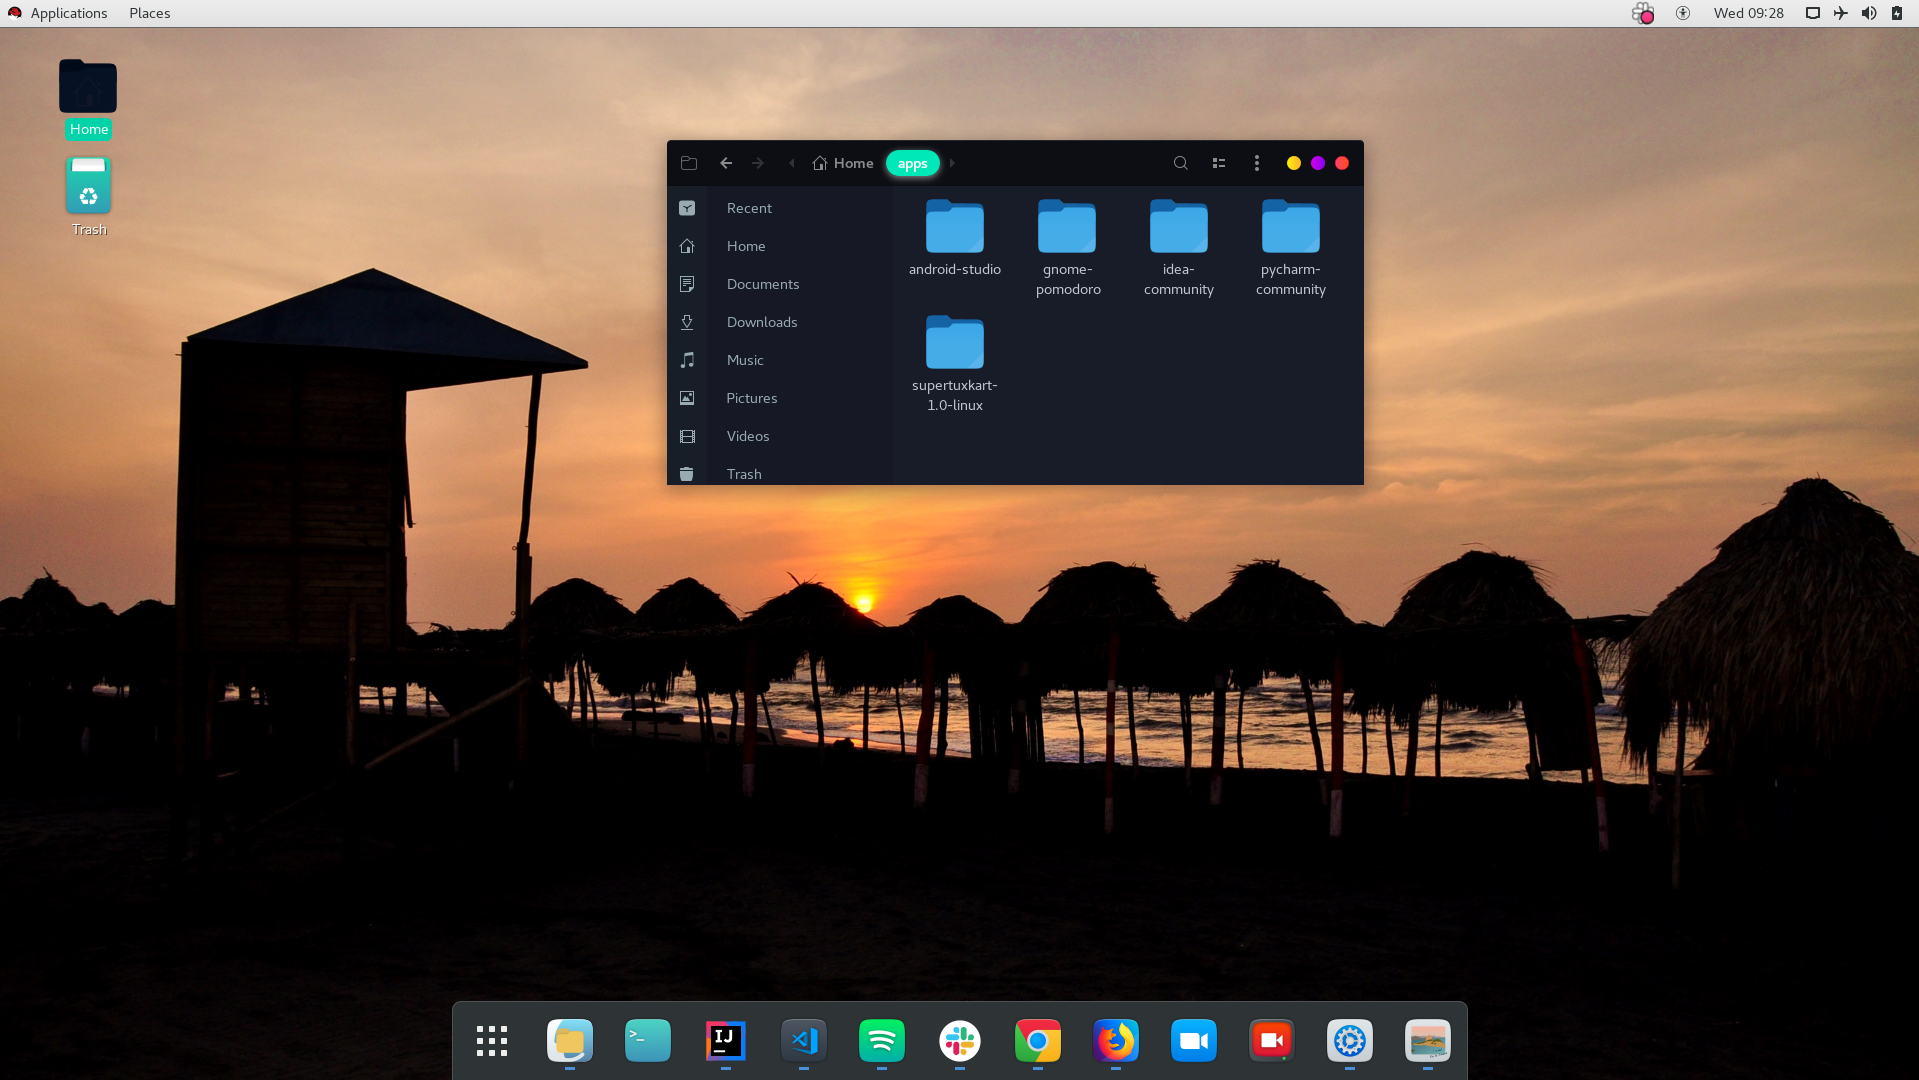 Applications Places Wed 09:28
Home
Trash
Home apps
Recent
Home
Documents
Downloads
Music
Pictures
Videos
Trash
android-studio
gnome-
pomodoro
idea-
community
pycharm-
community
supertuxkart-
1.0-linux
>_
IJ